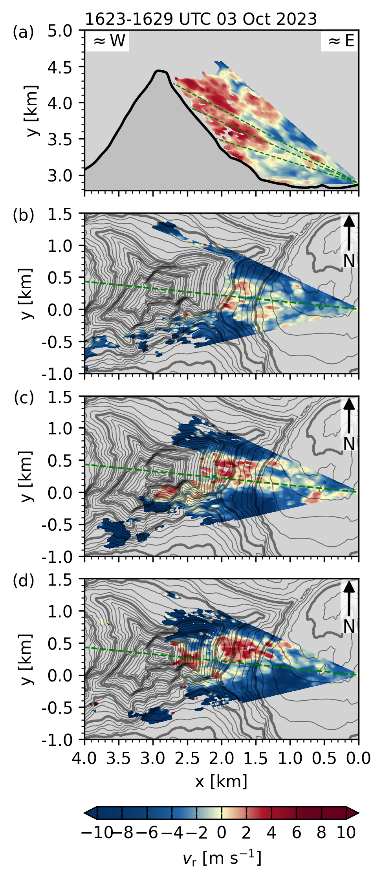 1623-1629 UTC 03 Oct 2023
(a)
≈ W
≈ E
5.0
4.5
4.0
3.5
3.0
y [km]
(b)
1.5
1.0
0.5
0.0
-0.5
-1.0
y [km]
N
(c)
1.5
1.0
0.5
0.0
-0.5
-1.0
y [km]
N
(d)
1.5
1.0
0.5
0.0
-0.5
-1.0
y [km]
N
4.0 3.5 3.0 2.5 2.0 1.5 1.0 0.5 0.0
x [km]
−10 −8 −6 −4 −2 0 2 4 6 8 10
vr [m s⁻¹]